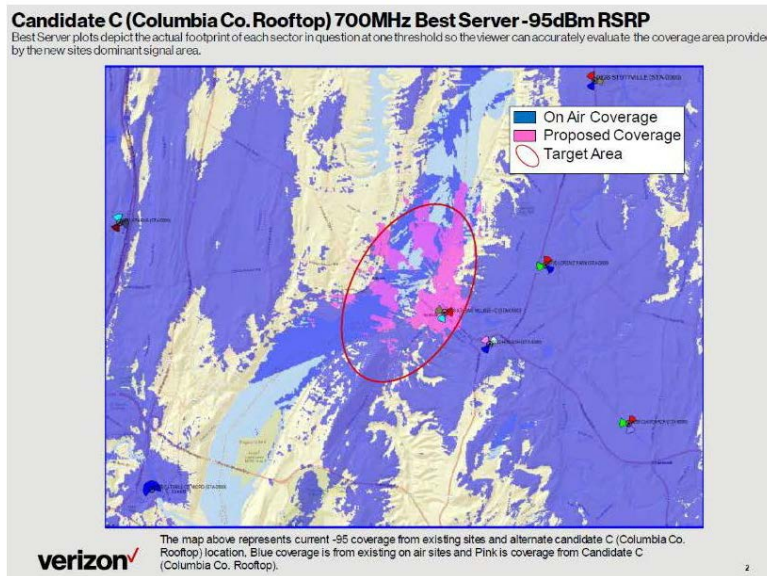 Candidate C (Columbia Co. Rooftop) 700MHz Best Server -95dBm RSRP
Best Server plots depict the actual footprint of each sector in question at one threshold so the viewer can accurately evaluate the coverage area provided
by the new sites dominant signal area.
On Air Coverage
Proposed Coverage
Target Area
The map above represents current -95 coverage from existing sites and alternate candidate C (Columbia Co.
Rooftop) location, Blue coverage is from existing on air sites and Pink is coverage from Candidate C
(Columbia Co. Rooftop).
verizon
2